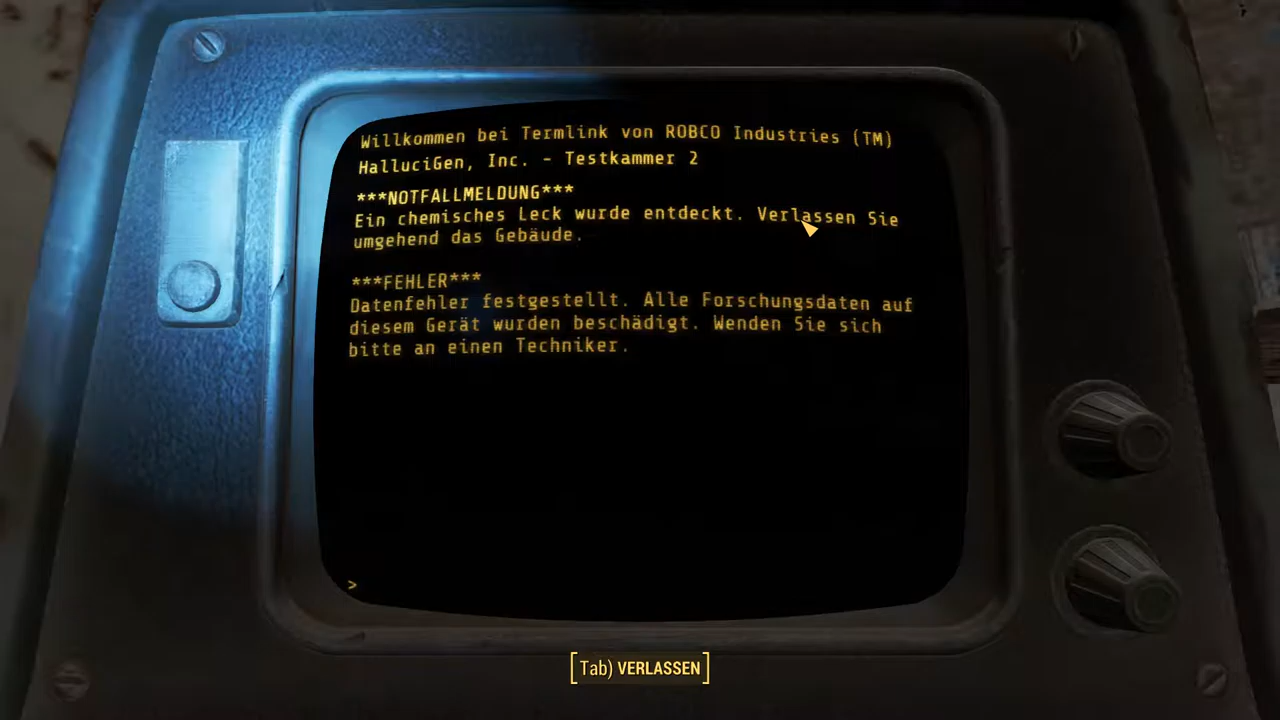 Willkommen bei Termlink von ROBCO Industries (TM)
HalluciGen, Inc. - Testkammer 2
***NOTFALLMELDUNG***
Ein chemisches Leck wurde entdeckt. Verlassen Sie
umgehend das Gebäude.
***FEHLER***
Datenfehler festgestellt. Alle Forschungsdaten auf
diesem Gerät wurden beschädigt. Wenden Sie sich
bitte an einen Techniker.
>
[Tab) VERLASSEN]